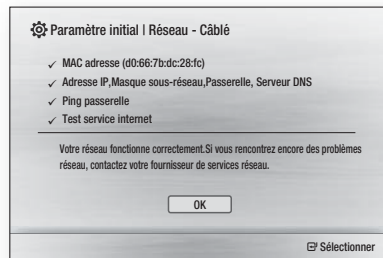 Paramètre initial | Réseau - Câblé
✓ MAC adresse (d0:66:7b:dc:28:fc)
✓ Adresse IP,Masque sous-réseau,Passerelle, Serveur DNS
✓ Ping passerelle
✓ Test service internet
Votre réseau fonctionne correctement.Si vous rencontrez encore des problèmes
réseau, contactez votre fournisseur de services réseau.
OK
Sélectionner